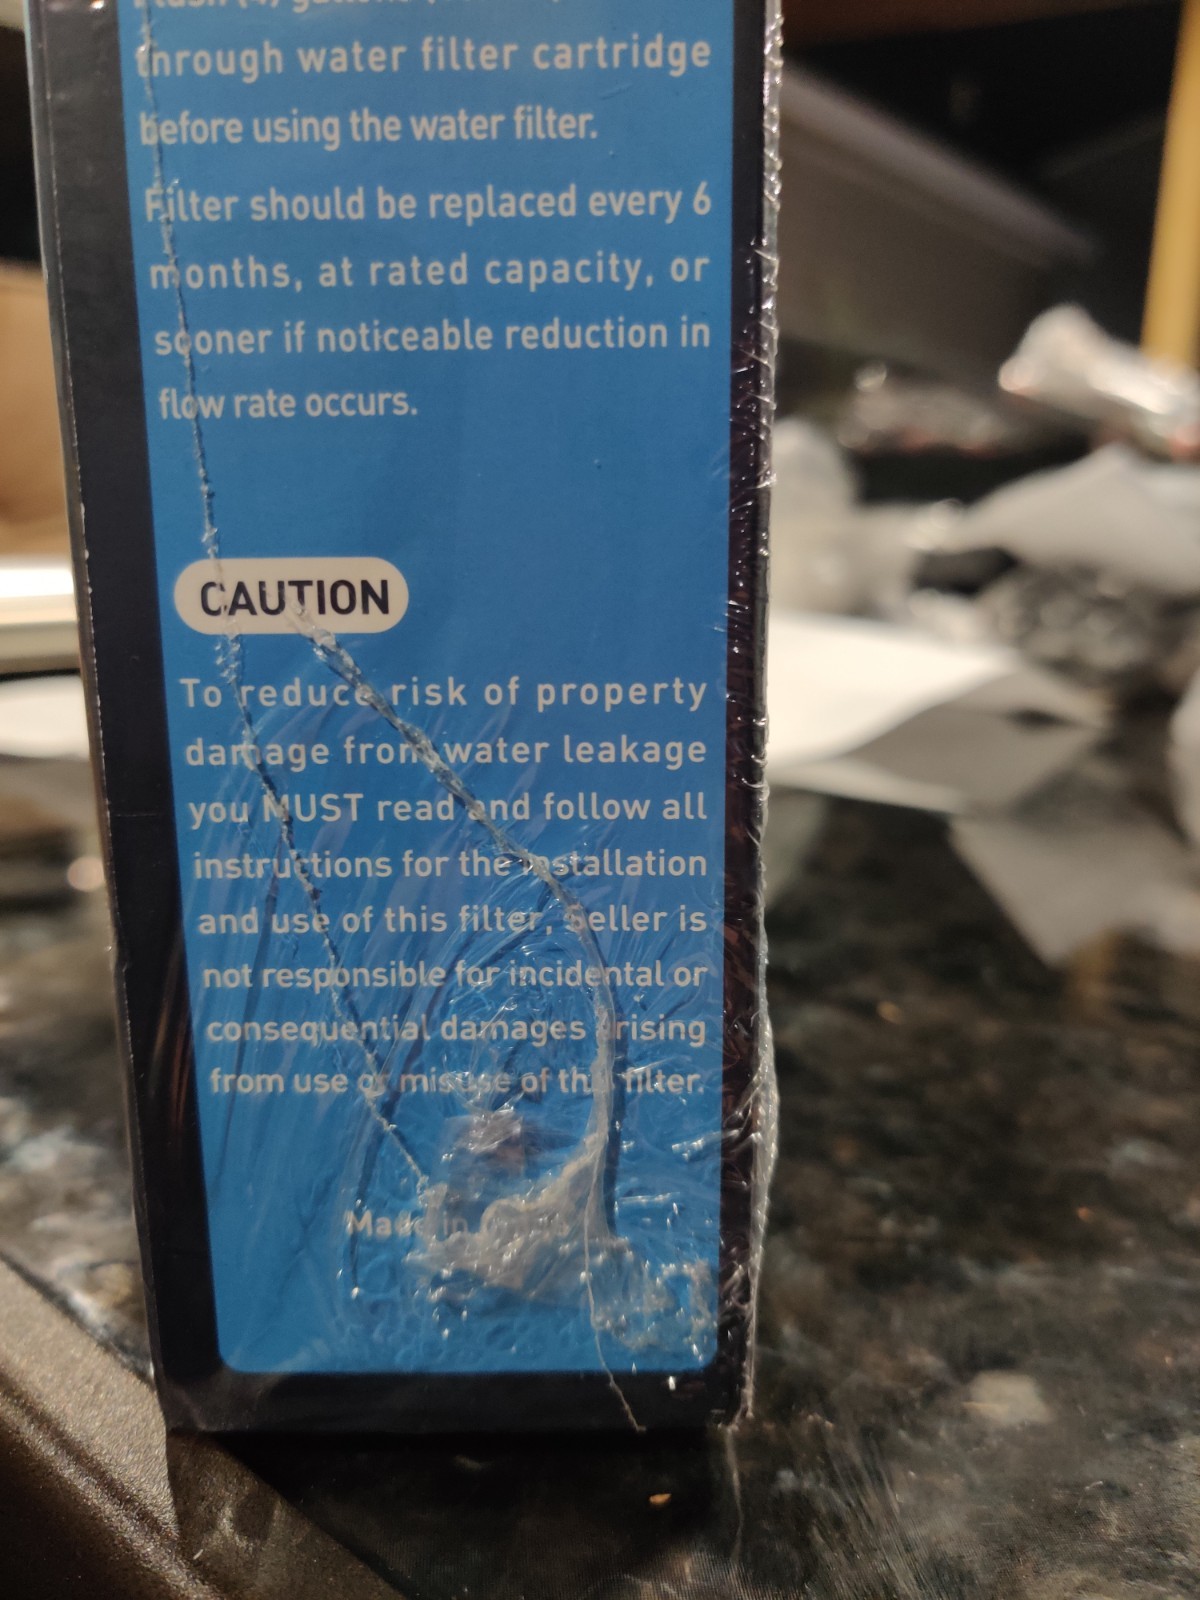 through water filter cartridge
before using the water filter.
Filter should be replaced every 6
months, at rated capacity, or
sooner if noticeable reduction in
flow rate occurs.
CAUTION
To reduce risk of property
damage from water leakage
you MUST read and follow all
instructions for the installation
and use of this filter, Seller is
not responsible for incidental or
consequential damages arising
from use or misuse of this filter.
Made in